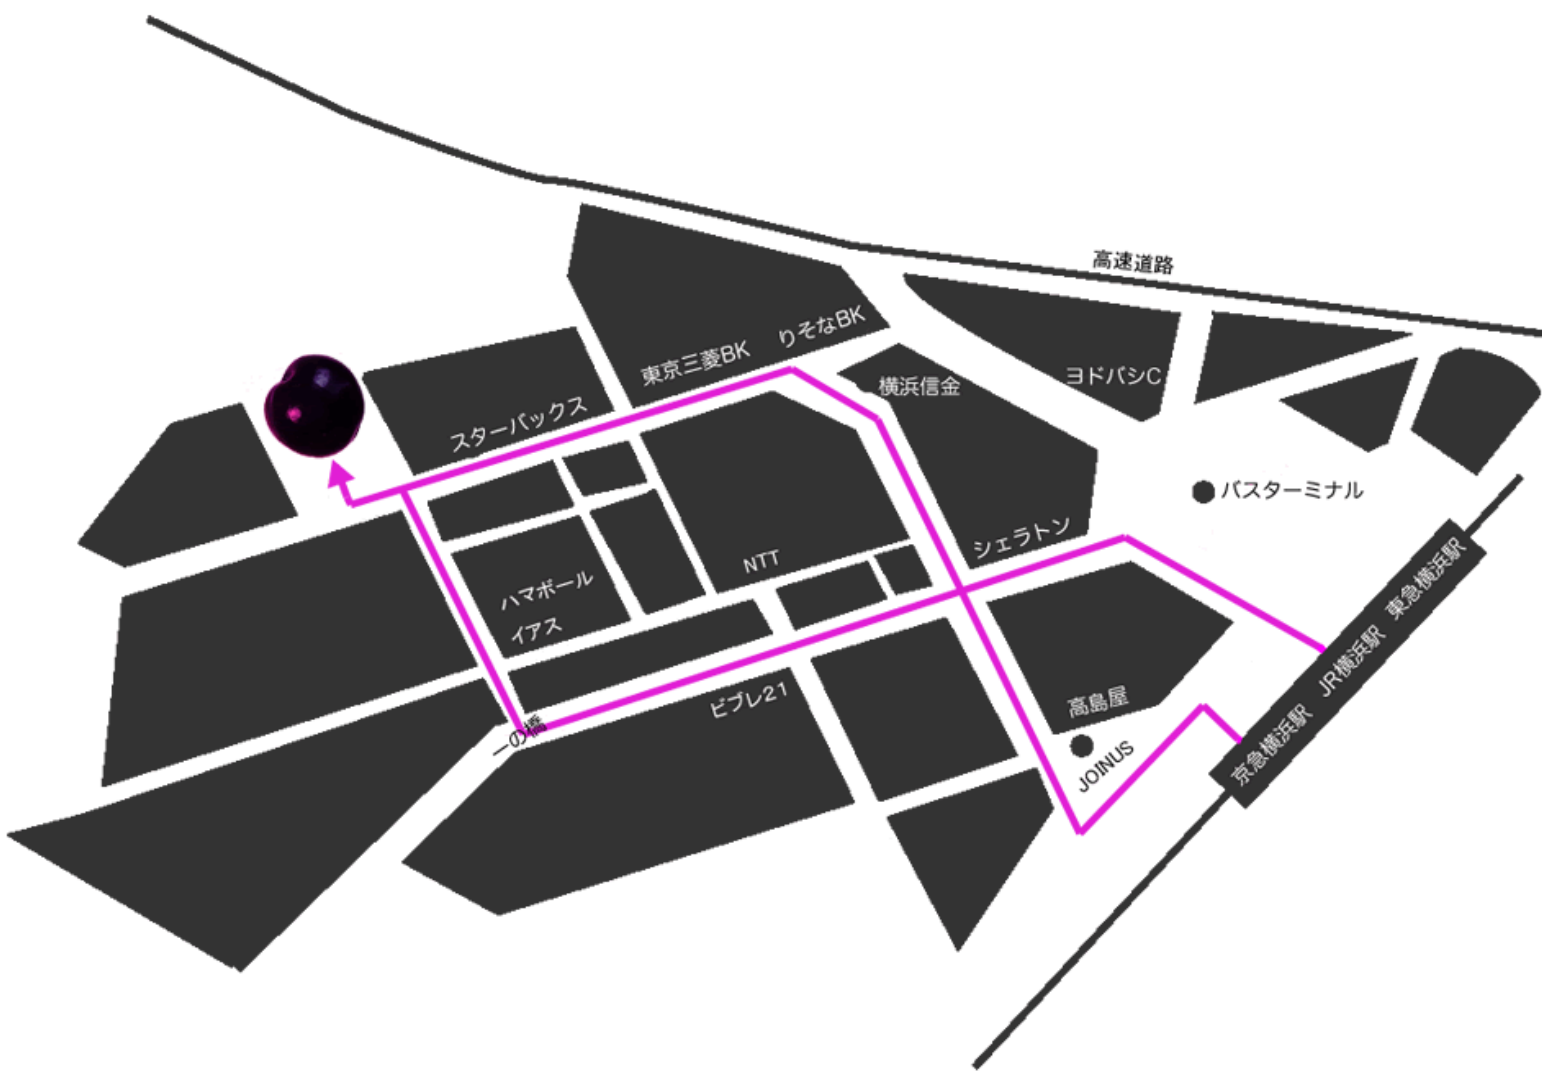 高速道路
りそなBK
東京三菱BK
ヨドバシC
横浜信金
スターバックス
バスターミナル
シェラトン
NTT
ハマボール
イアス
東急横浜駅
JR横浜駅
京急横浜駅
ビブレ21
高島屋
一の橋
JOINUS